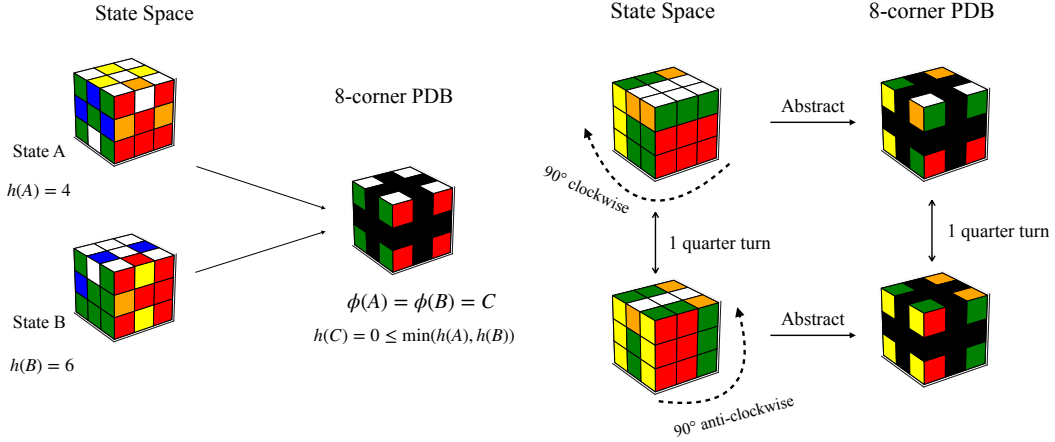 State Space
8-corner PDB
State A
h(A) = 4
State B
h(B) = 6
ϕ(A) = ϕ(B) = C
h(C) = 0 ≤ min(h(A), h(B))
State Space
8-corner PDB
Abstract
90° clockwise
1 quarter turn
1 quarter turn
Abstract
90° anti-clockwise